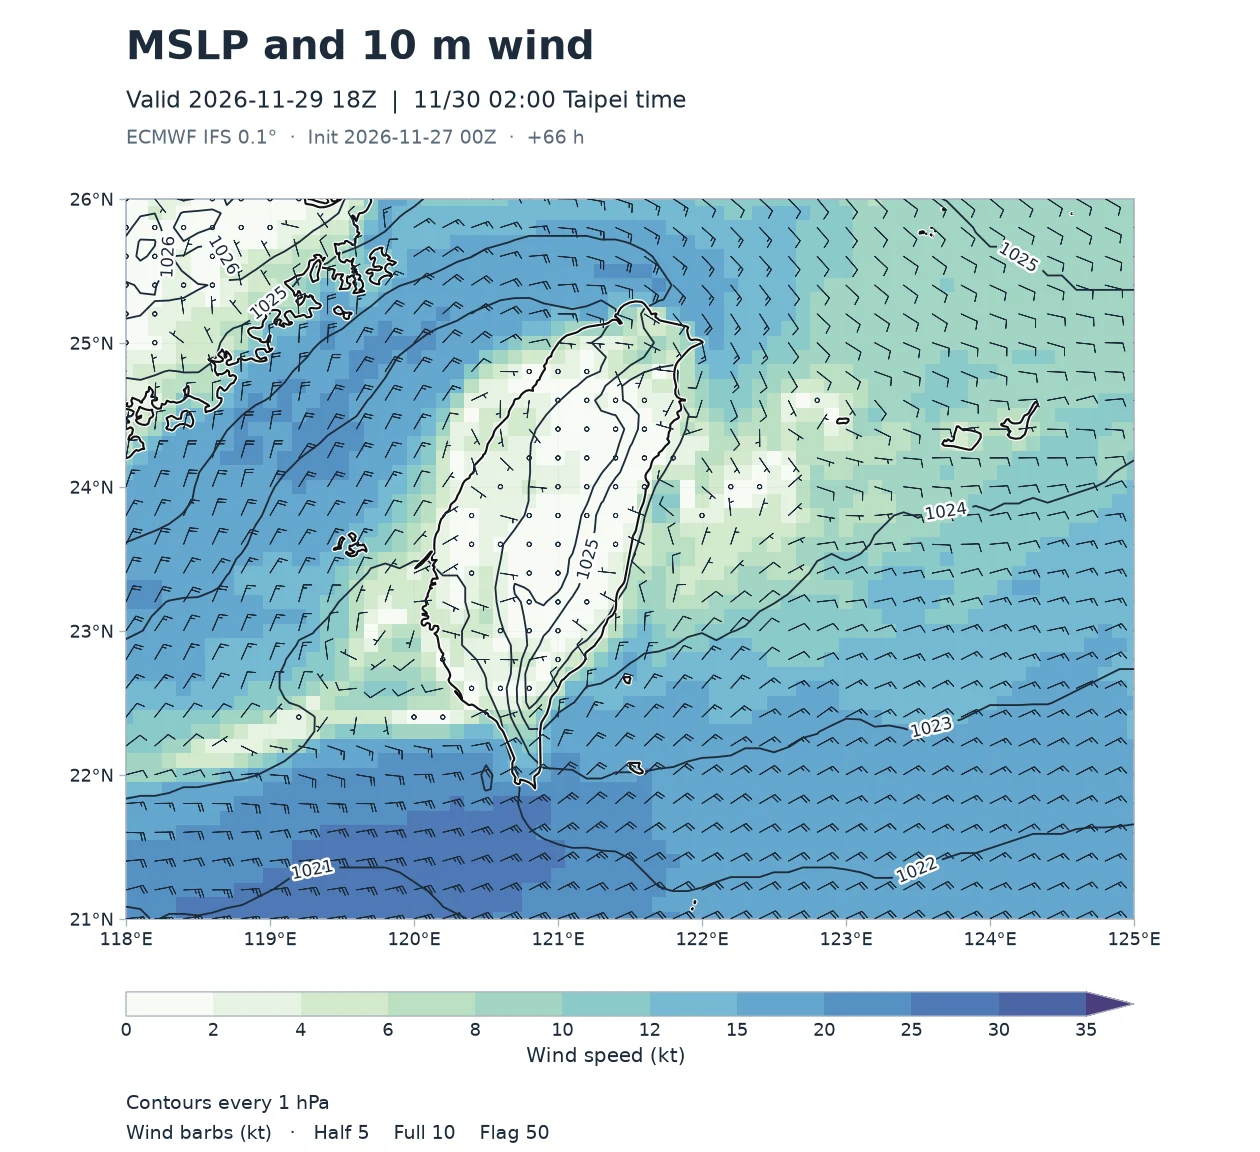 MSLP and 10 m wind
Valid 2026-11-29 18Z | 11/30 02:00 Taipei time
ECMWF IFS 0.1° · Init 2026-11-27 00Z · +66 h
26°N
25°N
24°N
23°N
22°N
21°N
1026
1026
1025
1025
1025
1024
1023
1022
1021
118°E 119°E 120°E 121°E 122°E 123°E 124°E 125°E
0 2 4 6 8 10 12 15 20 25 30 35
Wind speed (kt)
Contours every 1 hPa
Wind barbs (kt) · Half 5 Full 10 Flag 50